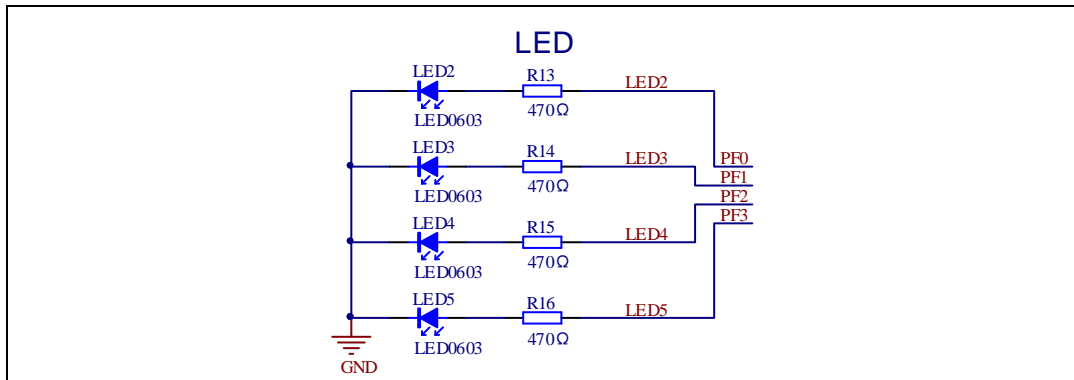 LED
LED2
R13
LED2
LED0603
470Ω
LED3
R14
LED3
PF0
LED0603
470Ω
PF1
PF2
LED4
R15
LED4
PF3
LED0603
470Ω
LED5
R16
LED5
LED0603
470Ω
GND